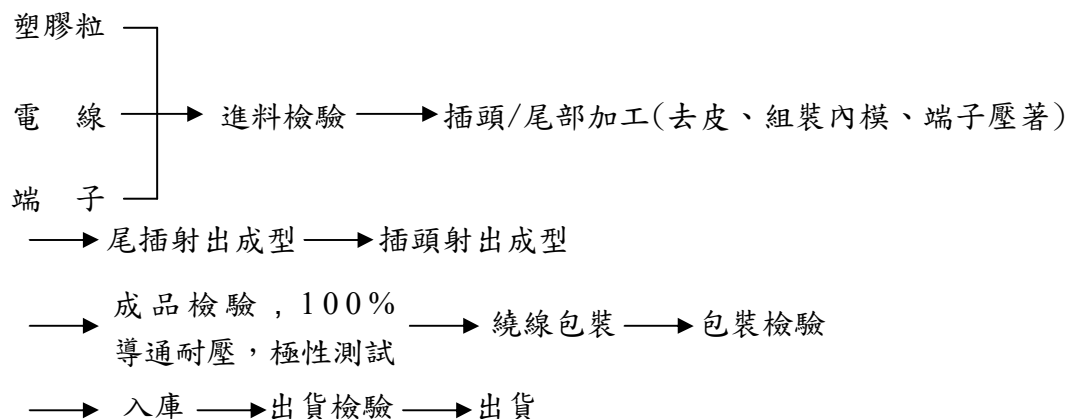 塑膠粒
電 線 進料檢驗 插頭/尾部加工(去皮、組裝內模、端子壓著)
端 子
尾插射出成型 插頭射出成型
成品檢驗,100%
導通耐壓，極性測試 繞線包裝 包裝檢驗
入庫 出貨檢驗 出貨